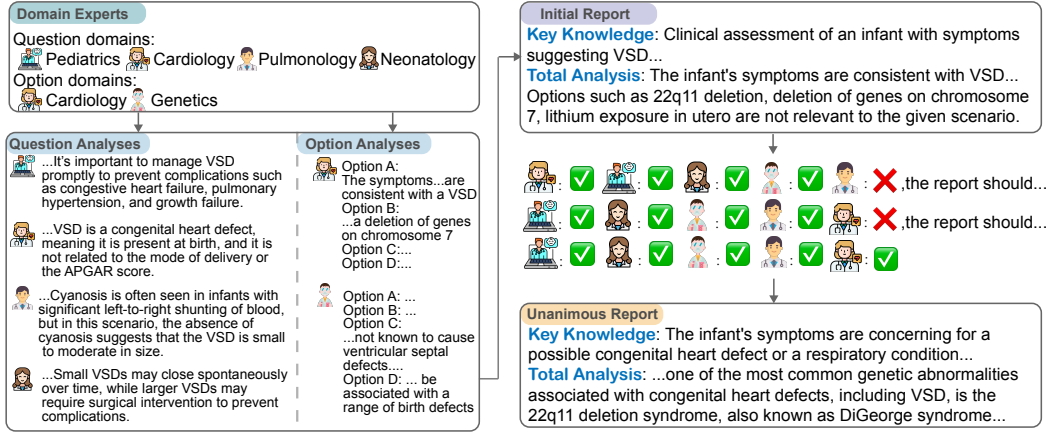 Domain Experts
Question domains:
Pediatrics Cardiology Pulmonology Neonatology
Option domains:
Cardiology Genetics
Question Analyses
...It's important to manage VSD
promptly to prevent complications such
as congestive heart failure, pulmonary
hypertension, and growth failure.
...VSD is a congenital heart defect,
meaning it is present at birth, and it is
not related to the mode of delivery or
the APGAR score.
...Cyanosis is often seen in infants with
significant left-to-right shunting of blood,
but in this scenario, the absence of
cyanosis suggests that the VSD is small
to moderate in size.
...Small VSDs may close spontaneously
over time, while larger VSDs may
require surgical intervention to prevent
complications.
Option Analyses
Option A:
The symptoms...are
consistent with a VSD
Option B:
...a deletion of genes
on chromosome 7
Option C:...
Option D:...
Option A: ...
Option B: ...
Option C:
...not known to cause
ventricular septal
defects....
Option D: ... be
associated with a
range of birth defects
Initial Report
Key Knowledge: Clinical assessment of an infant with symptoms
suggesting VSD...
Total Analysis: The infant's symptoms are consistent with VSD...
Options such as 22q11 deletion, deletion of genes on chromosome
7, lithium exposure in utero are not relevant to the given scenario.
: : : : : ,the report should...
: : : : : ,the report should...
: : : : :
Unanimous Report
Key Knowledge: The infant's symptoms are concerning for a
possible congenital heart defect or a respiratory condition...
Total Analysis: ...one of the most common genetic abnormalities
associated with congenital heart defects, including VSD, is the
22q11 deletion syndrome, also known as DiGeorge syndrome...